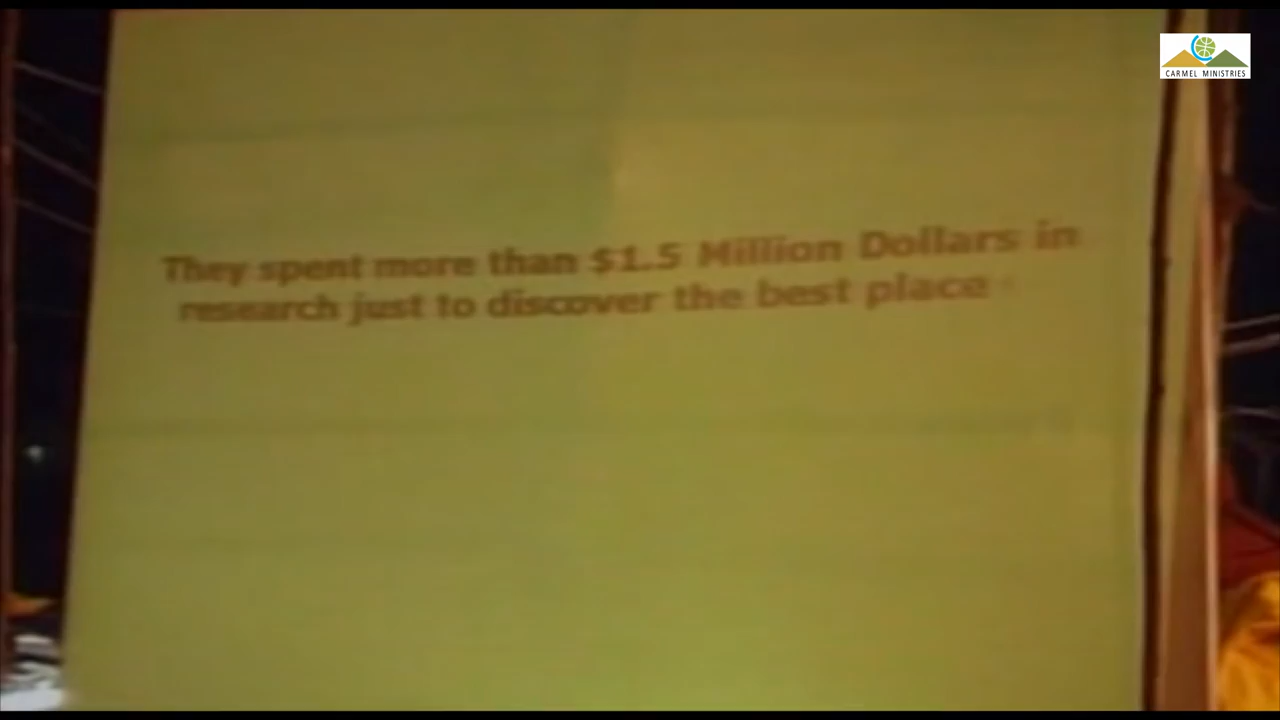 CARMEL MINISTRIES
They spent more than $1.5 Million Dollars in
research just to discover the best place